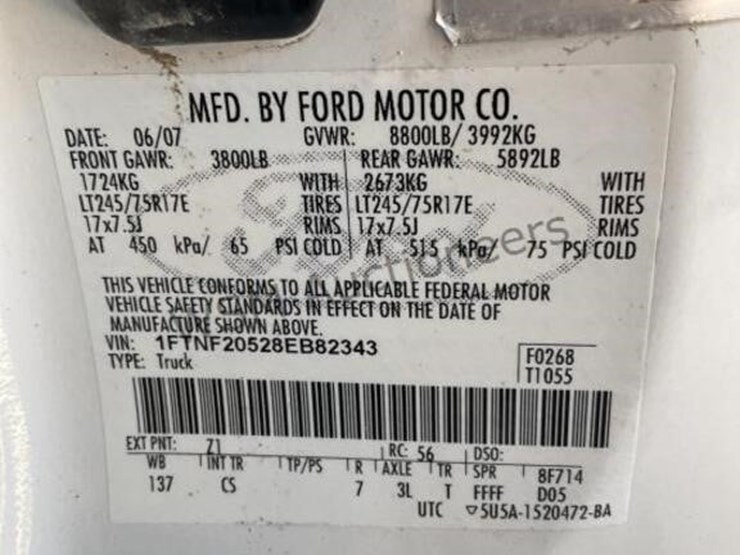 MFD. BY FORD MOTOR CO.
DATE: 06/07 GVWR: 8800LB/ 3992KG
FRONT GAWR: 3800LB REAR GAWR: 5892LB
1724KG WITH 2673KG WITH
LT245/75R17E TIRES LT245/75R17E TIRES
17x7.5J RIMS 17x7.5J RIMS
AT 450 kPa/ 65 PSI COLD AT 515 kPa/ 75 PSI COLD
THIS VEHICLE CONFORMS TO ALL APPLICABLE FEDERAL MOTOR
VEHICLE SAFETY STANDARDS IN EFFECT ON THE DATE OF
MANUFACTURE SHOWN ABOVE.
VIN: 1FTNF20528EB82343
TYPE: Truck
F0268
T1055
EXT PNT: Z1 RC: 56 DSO:
WB INT TR TP/PS R AXLE TR SPR 8F714
137 CS 7 3L T FFFF D05
UTC ▽5U5A-1520472-BA